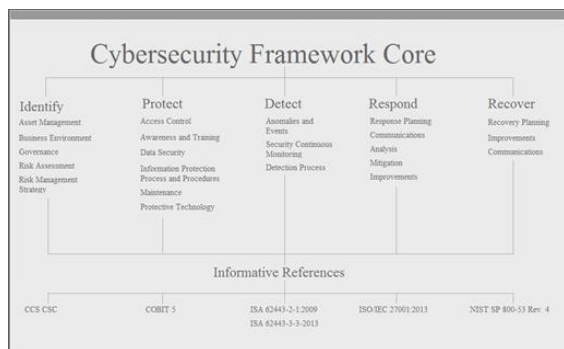 Cybersecurity Framework Core
Identify
Asset Management
Business Environment
Governance
Risk Assessment
Risk Management
Strategy
Protect
Access Control
Awareness and Training
Data Security
Information Protection
Process and Procedures
Maintenance
Protective Technology
Detect
Anomalies and
Events
Security Continuous
Monitoring
Detection Process
Respond
Response Planning
Communications
Analysis
Mitigation
Improvements
Recover
Recovery Planning
Improvements
Communications
Informative References
CCS CSC
COBIT 5
ISA 62443-2-1:2009
ISA 62443-3-3-2013
ISO/IEC 27001:2013
NIST SP 800-53 Rev. 4